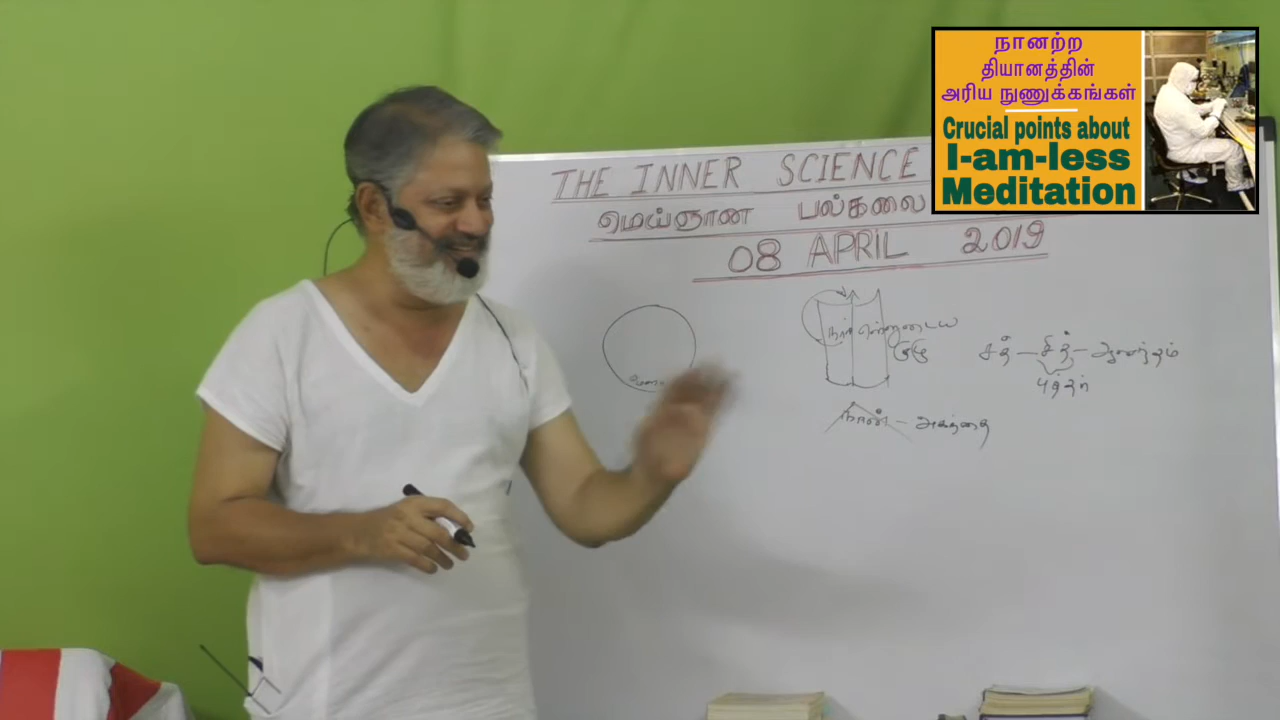 நானற்ற
தியானத்தின்
அரிய நுணுக்கங்கள்
Crucial points about
I-am-less
Meditation
THE INNER SCIENCE
மெய்ஞான பல்கலை
08 APRIL 2019
நான் என்னுடைய
சத் - சித் - ஆனந்தம்
நான் - அகந்தை